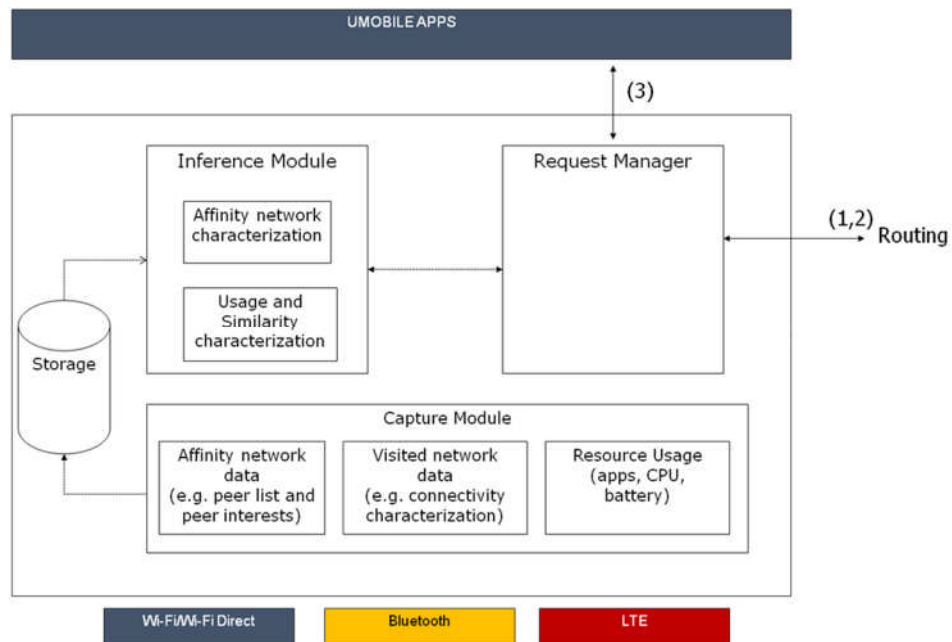 UMOBILE APPS
(3)
Inference Module
Request Manager
Affinity network
characterization
(1,2)
Routing
Usage and
Similarity
characterization
Storage
Capture Module
Affinity network
data
(e.g. peer list and
peer interests)
Visited network
data
(e.g. connectivity
characterization)
Resource Usage
(apps, CPU,
battery)
Wi-Fi/Wi-Fi Direct
Bluetooth
LTE